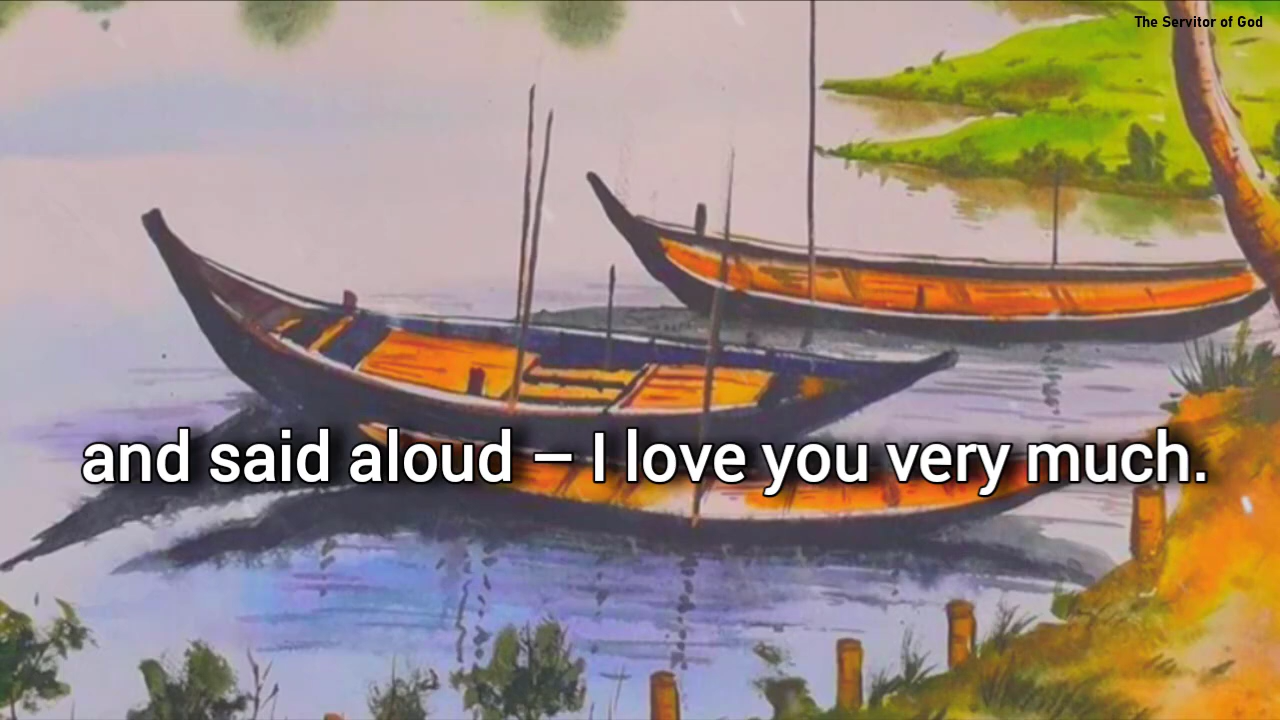 The Servitor of God
and said aloud – I love you very much.